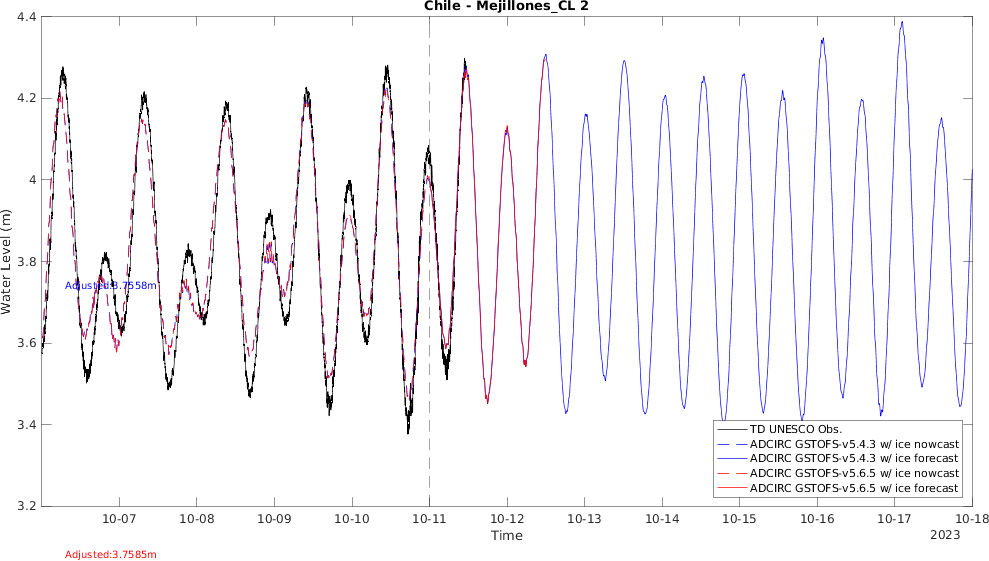 Chile - Mejillones_CL 2
Water Level (m)
4.4
4.2
4
3.8
3.6
3.4
3.2
Adjusted:3.7558m
TD UNESCO Obs.
ADCIRC GSTOFS-v5.4.3 w/ ice nowcast
ADCIRC GSTOFS-v5.4.3 w/ ice forecast
ADCIRC GSTOFS-v5.6.5 w/ ice nowcast
ADCIRC GSTOFS-v5.6.5 w/ ice forecast
10-07 10-08 10-09 10-10 10-11 10-12 10-13 10-14 10-15 10-16 10-17 10-18
Time
2023
Adjusted:3.7585m